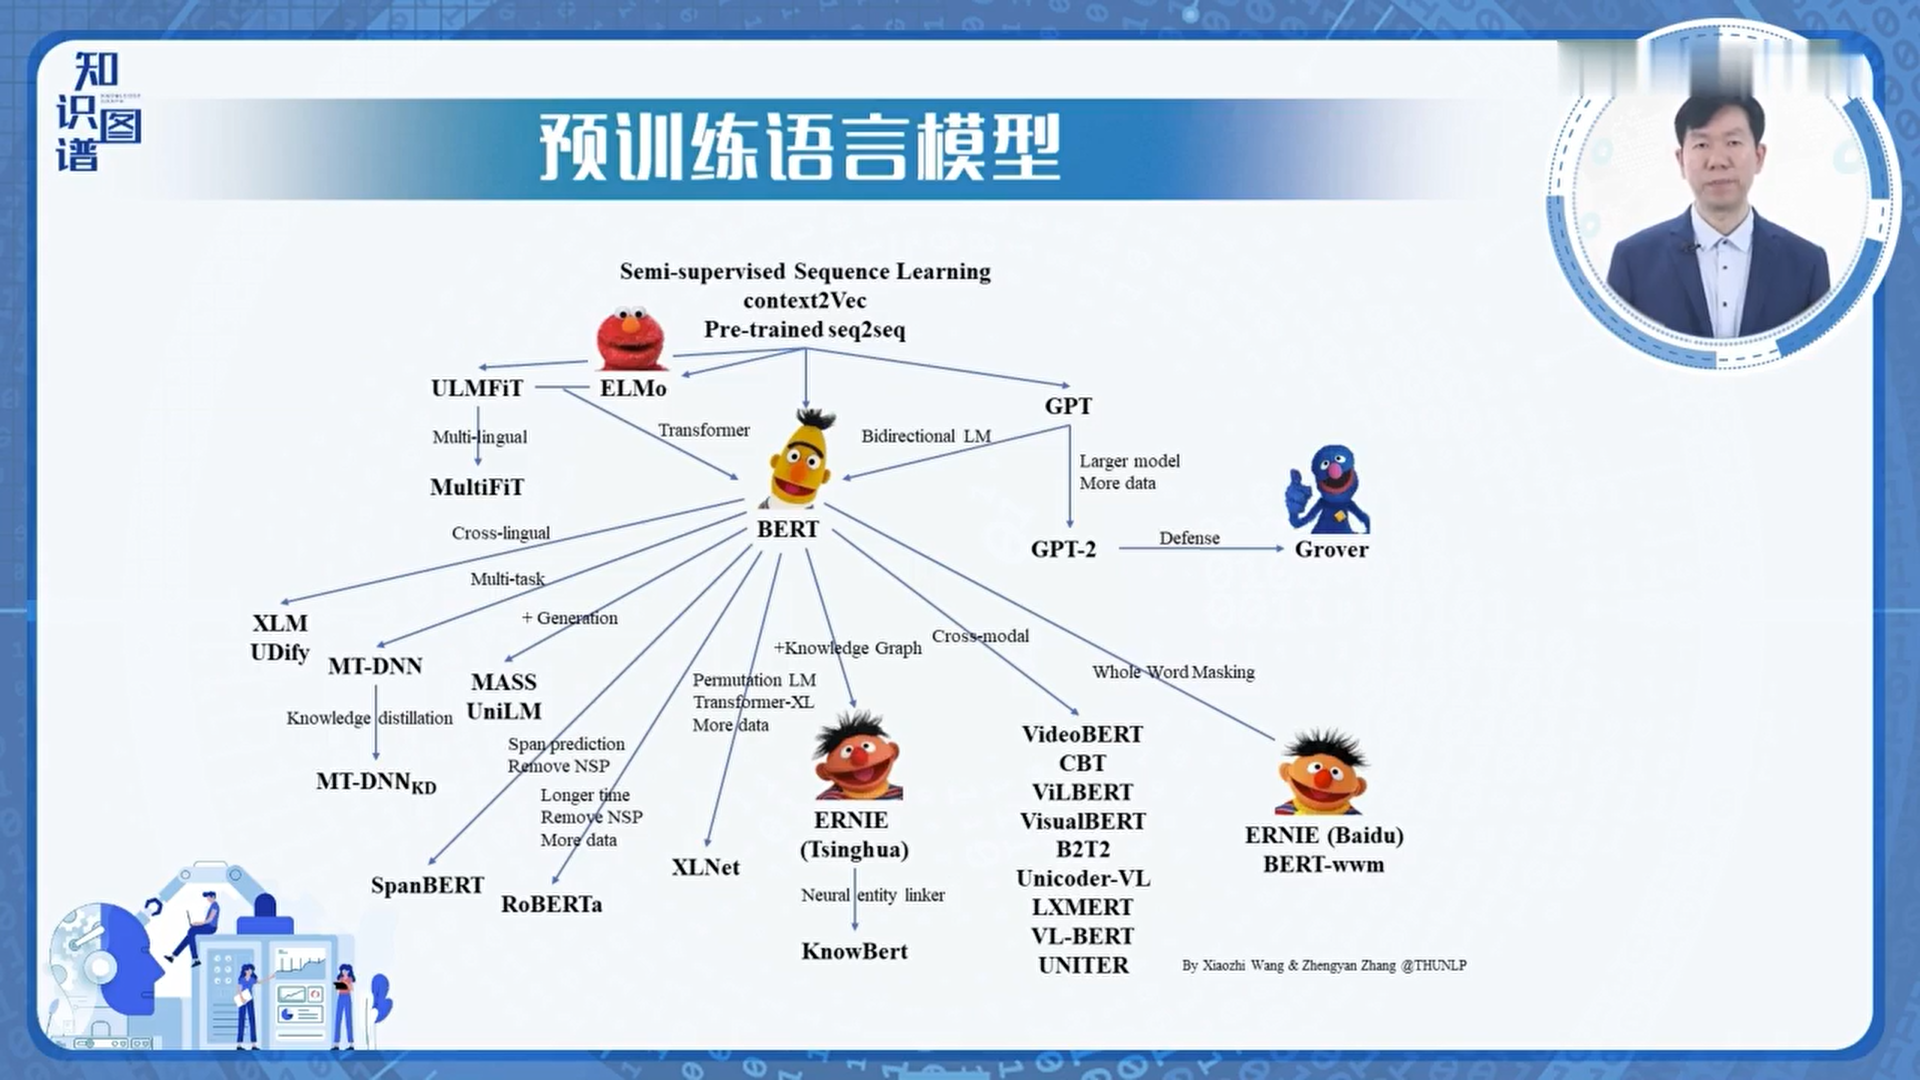 知
识图
谱
预训练语言模型
Semi-supervised Sequence Learning
context2Vec
Pre-trained seq2seq
ULMFiT
ELMo
GPT
Multi-lingual
Transformer
Bidirectional LM
Larger model
More data
MultiFiT
BERT
GPT-2
Defense
Grover
Cross-lingual
Multi-task
+ Generation
XLM
UDify
MT-DNN
MASS
UniLM
Knowledge distillation
MT-DNNKD
Span prediction
Remove NSP
Longer time
Remove NSP
More data
Permutation LM
Transformer-XL
More data
+Knowledge Graph
Cross-modal
Whole Word Masking
SpanBERT
RoBERTa
XLNet
ERNIE
(Tsinghua)
Neural entity linker
KnowBert
VideoBERT
CBT
ViLBERT
VisualBERT
B2T2
Unicoder-VL
LXMERT
VL-BERT
UNITER
ERNIE (Baidu)
BERT-wwm
By Xiaozhi Wang & Zhengyan Zhang @THUNLP